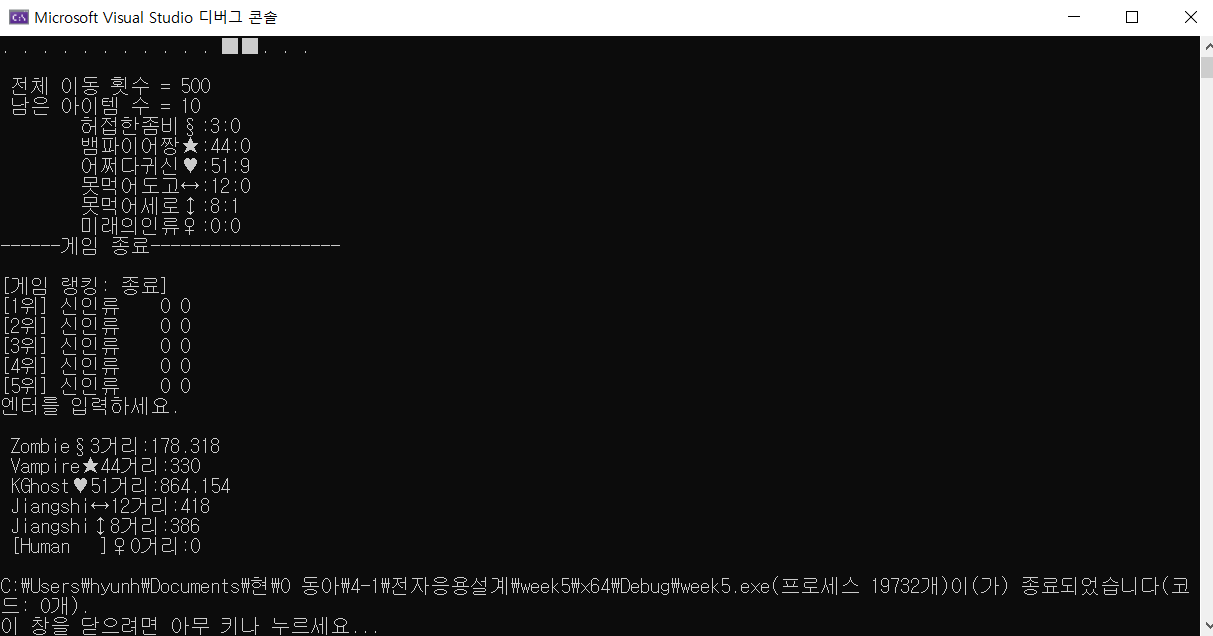 Microsoft Visual Studio 디버그 콘솔
. . . . . . . . . . . ■■. . .
전체 이동 횟수 = 500
남은 아이템 수 = 10
허접한좀비§:3:0
뱀파이어짱★:44:0
어쩌다귀신♥:51:9
못먹어도고↔:12:0
못먹어세로↕:8:1
미래의인류♀:0:0
------게임 종료-------------------
[게임 랭킹: 종료]
[1위] 신인류    0 0
[2위] 신인류    0 0
[3위] 신인류    0 0
[4위] 신인류    0 0
[5위] 신인류    0 0
엔터를 입력하세요.
Zombie§3거리:178.318
Vampire★44거리:330
KGhost♥51거리:864.154
Jiangshi↔12거리:418
Jiangshi↕8거리:386
[Human   ]♀0거리:0
C:\Users\hyunh\Documents\현\0 동아\4-1\전자응용설계\week5\x64\Debug\week5.exe(프로세스 19732개)이(가) 종료되었습니다(코
드: 0개).
이 창을 닫으려면 아무 키나 누르세요...